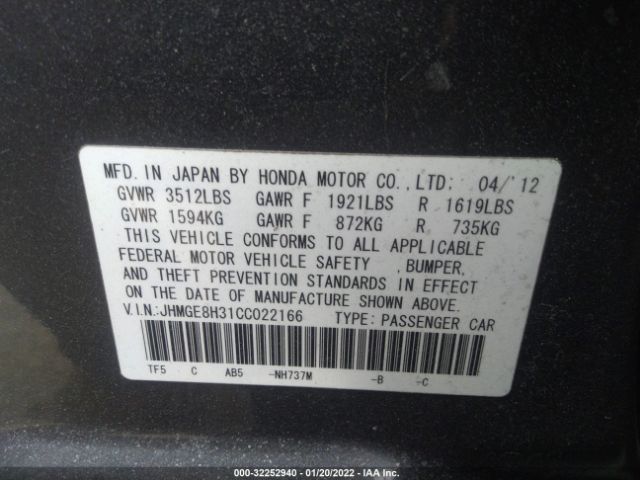 MFD. IN JAPAN BY HONDA MOTOR CO., LTD: 04/'12
GVWR 3512LBS GAWR F 1921LBS R 1619LBS
GVWR 1594KG GAWR F 872KG R 735KG
THIS VEHICLE CONFORMS TO ALL APPLICABLE
FEDERAL MOTOR VEHICLE SAFETY ,BUMPER,
AND THEFT PREVENTION STANDARDS IN EFFECT
ON THE DATE OF MANUFACTURE SHOWN ABOVE.
V.I.N:JHMGE8H31CC022166 TYPE: PASSENGER CAR
TF5 C AB5 -NH737M -B -C
000-32252940 - 01/20/2022 - IAA Inc.